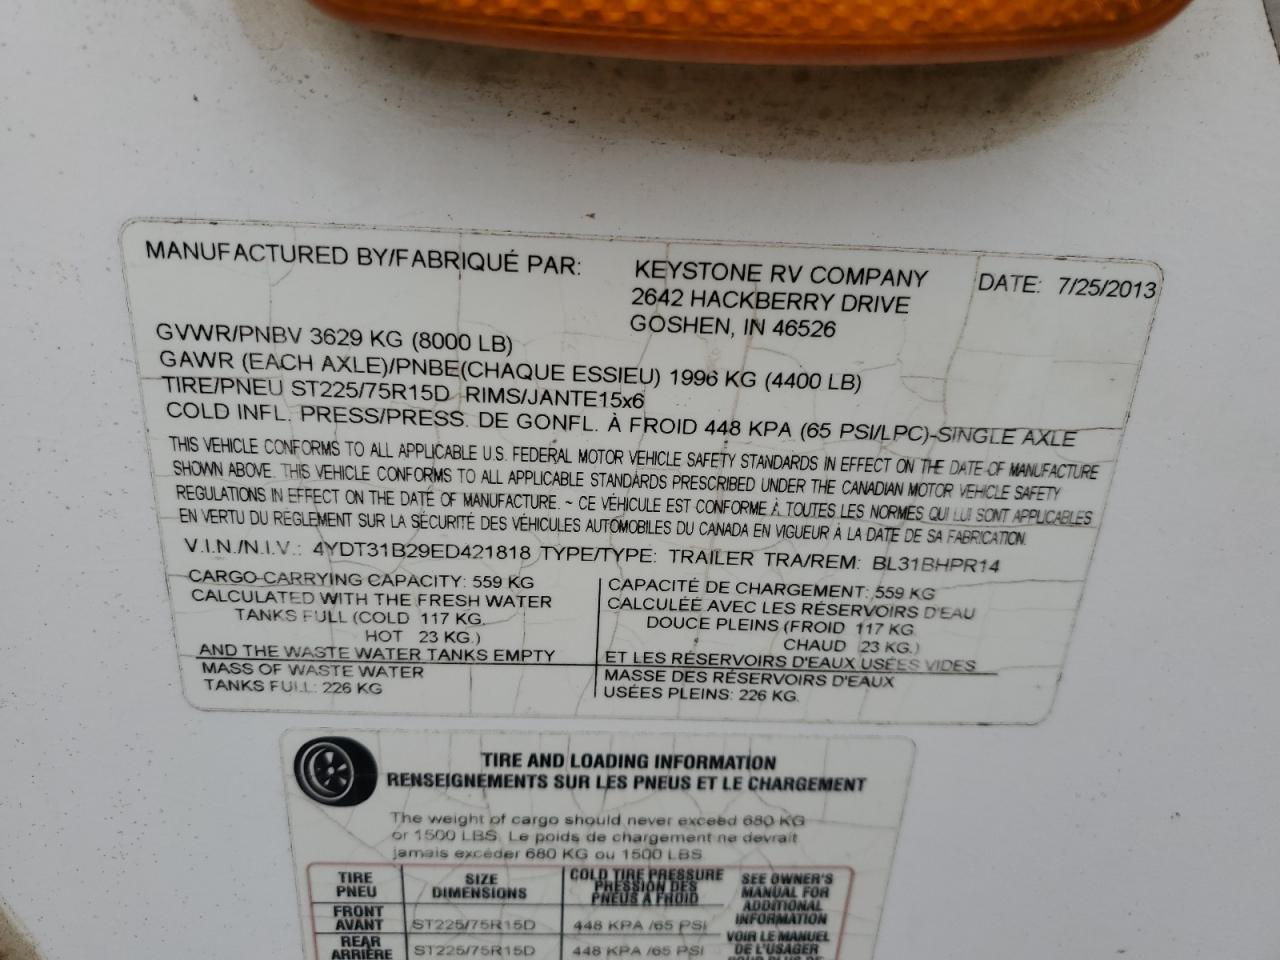 MANUFACTURED BY/FABRIQUÉ PAR: KEYSTONE RV COMPANY DATE: 7/25/2013
2642 HACKBERRY DRIVE
GOSHEN, IN 46526
GVWR/PNBV 3629 KG (8000 LB)
GAWR (EACH AXLE)/PNBE(CHAQUE ESSIEU) 1996 KG (4400 LB)
TIRE/PNEU ST225/75R15D RIMS/JANTE15x6
COLD INFL. PRESS/PRESS. DE GONFL. À FROID 448 KPA (65 PSI/LPC)-SINGLE AXLE
THIS VEHICLE CONFORMS TO ALL APPLICABLE U.S. FEDERAL MOTOR VEHICLE SAFETY STANDARDS IN EFFECT ON THE DATE OF MANUFACTURE
SHOWN ABOVE. THIS VEHICLE CONFORMS TO ALL APPLICABLE STANDARDS PRESCRIBED UNDER THE CANADIAN MOTOR VEHICLE SAFETY
REGULATIONS IN EFFECT ON THE DATE OF MANUFACTURE. ~ CE VÉHICULE EST CONFORME À TOUTES LES NORMES QUI LUI SONT APPLICABLES
EN VERTU DU RÈGLEMENT SUR LA SÉCURITÉ DES VÉHICULES AUTOMOBILES DU CANADA EN VIGUEUR À LA DATE DE SA FABRICATION.
V.I.N./N.I.V.: 4YDT31B29ED421818 TYPE/TYPE: TRAILER TRA/REM: BL31BHPR14
CARGO-CARRYING CAPACITY: 559 KG
CALCULATED WITH THE FRESH WATER
TANKS FULL (COLD 117 KG.
HOT 23 KG.)
AND THE WASTE WATER TANKS EMPTY
MASS OF WASTE WATER
TANKS FULL: 226 KG
CAPACITÉ DE CHARGEMENT: 559 KG
CALCULÉE AVEC LES RÉSERVOIRS D'EAU
DOUCE PLEINS (FROID 117 KG
CHAUD 23 KG.)
ET LES RÉSERVOIRS D'EAUX USÉES VIDES
MASSE DES RÉSERVOIRS D'EAUX
USÉES PLEINS: 226 KG.
TIRE AND LOADING INFORMATION
RENSEIGNEMENTS SUR LES PNEUS ET LE CHARGEMENT
The weight of cargo should never exceed 680 KG
or 1500 LBS. Le poids de chargement ne devrait
jamais excéder 680 KG ou 1500 LBS
TIRE
PNEU
SIZE
DIMENSIONS
COLD TIRE PRESSURE
PRESSION DES
PNEUS A FROID
SEE OWNER'S
MANUAL FOR
ADDITIONAL
INFORMATION
VOIR LE MANUEL
DE L'USAGER
POUR PLUS DE
FRONT
AVANT
ST225/75R15D
448 KPA /65 PSI
REAR
ARRIÈRE
ST225/75R15D
448 KPA /65 PSI